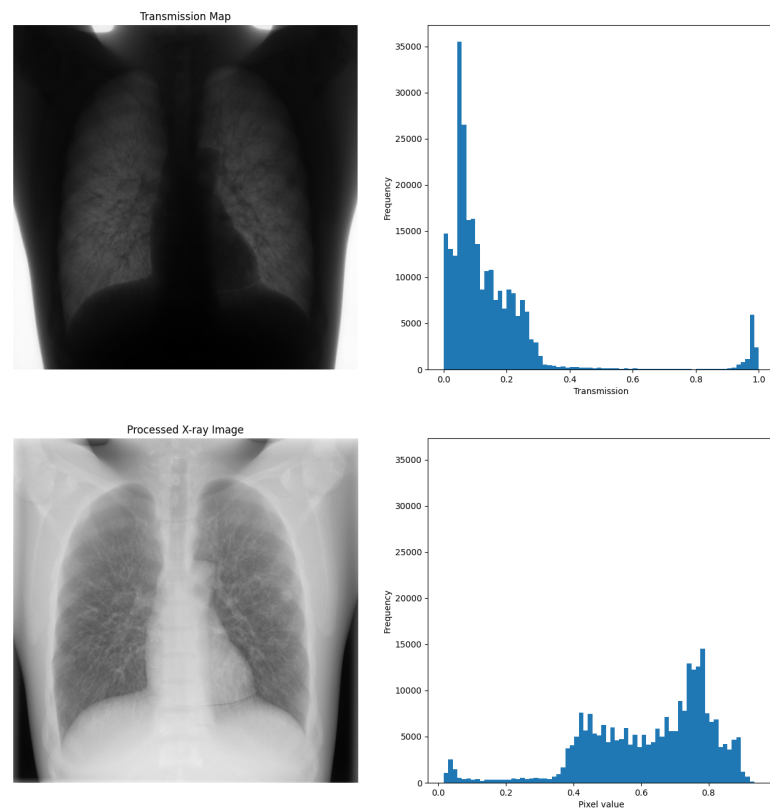 Transmission Map
35000
30000
25000
20000
15000
10000
5000
0
Frequency
0.0 0.2 0.4 0.6 0.8 1.0
Transmission
Processed X-ray Image
35000
30000
25000
20000
15000
10000
5000
0
Frequency
0.0 0.2 0.4 0.6 0.8
Pixel value